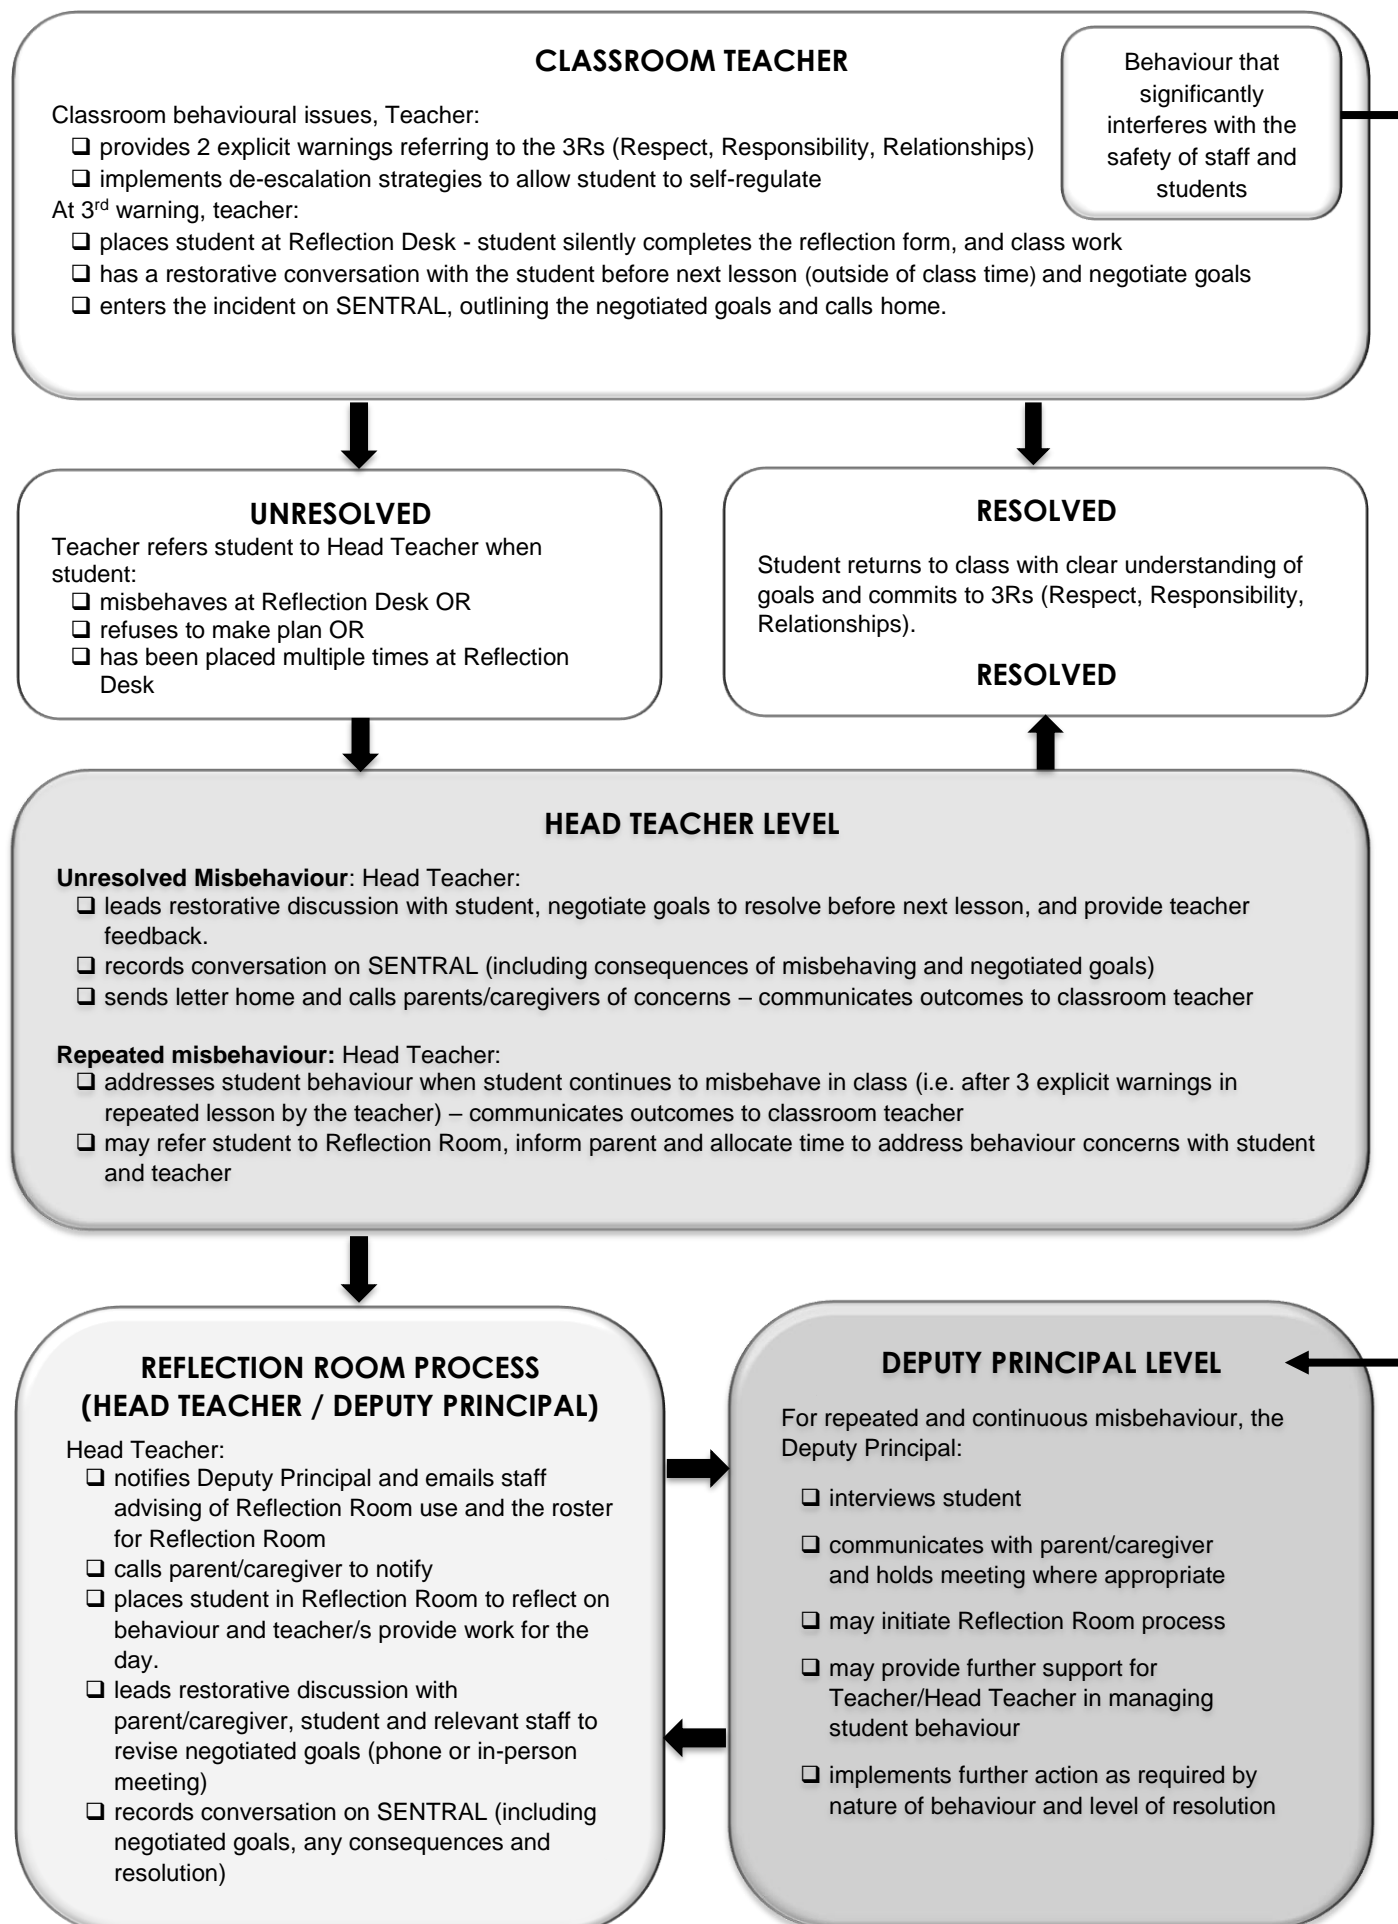 CLASSROOM TEACHER
Behaviour that
significantly
interferes with the
safety of staff and
students
Classroom behavioural issues, Teacher:
❑ provides 2 explicit warnings referring to the 3Rs (Respect, Responsibility, Relationships)
❑ implements de-escalation strategies to allow student to self-regulate
At 3rd warning, teacher:
❑ places student at Reflection Desk - student silently completes the reflection form, and class work
❑ has a restorative conversation with the student before next lesson (outside of class time) and negotiate goals
❑ enters the incident on SENTRAL, outlining the negotiated goals and calls home.
UNRESOLVED
Teacher refers student to Head Teacher when
student:
❑ misbehaves at Reflection Desk OR
❑ refuses to make plan OR
❑ has been placed multiple times at Reflection
Desk
RESOLVED
Student returns to class with clear understanding of
goals and commits to 3Rs (Respect, Responsibility,
Relationships).
RESOLVED
HEAD TEACHER LEVEL
Unresolved Misbehaviour: Head Teacher:
❑ leads restorative discussion with student, negotiate goals to resolve before next lesson, and provide teacher
feedback.
❑ records conversation on SENTRAL (including consequences of misbehaving and negotiated goals)
❑ sends letter home and calls parents/caregivers of concerns – communicates outcomes to classroom teacher
Repeated misbehaviour: Head Teacher:
❑ addresses student behaviour when student continues to misbehave in class (i.e. after 3 explicit warnings in
repeated lesson by the teacher) – communicates outcomes to classroom teacher
❑ may refer student to Reflection Room, inform parent and allocate time to address behaviour concerns with student
and teacher
REFLECTION ROOM PROCESS
(HEAD TEACHER / DEPUTY PRINCIPAL)
Head Teacher:
❑ notifies Deputy Principal and emails staff
advising of Reflection Room use and the roster
for Reflection Room
❑ calls parent/caregiver to notify
❑ places student in Reflection Room to reflect on
behaviour and teacher/s provide work for the
day.
❑ leads restorative discussion with
parent/caregiver, student and relevant staff to
revise negotiated goals (phone or in-person
meeting)
❑ records conversation on SENTRAL (including
negotiated goals, any consequences and
resolution)
DEPUTY PRINCIPAL LEVEL
For repeated and continuous misbehaviour, the
Deputy Principal:
❑ interviews student
❑ communicates with parent/caregiver
and holds meeting where appropriate
❑ may initiate Reflection Room process
❑ may provide further support for
Teacher/Head Teacher in managing
student behaviour
❑ implements further action as required by
nature of behaviour and level of resolution